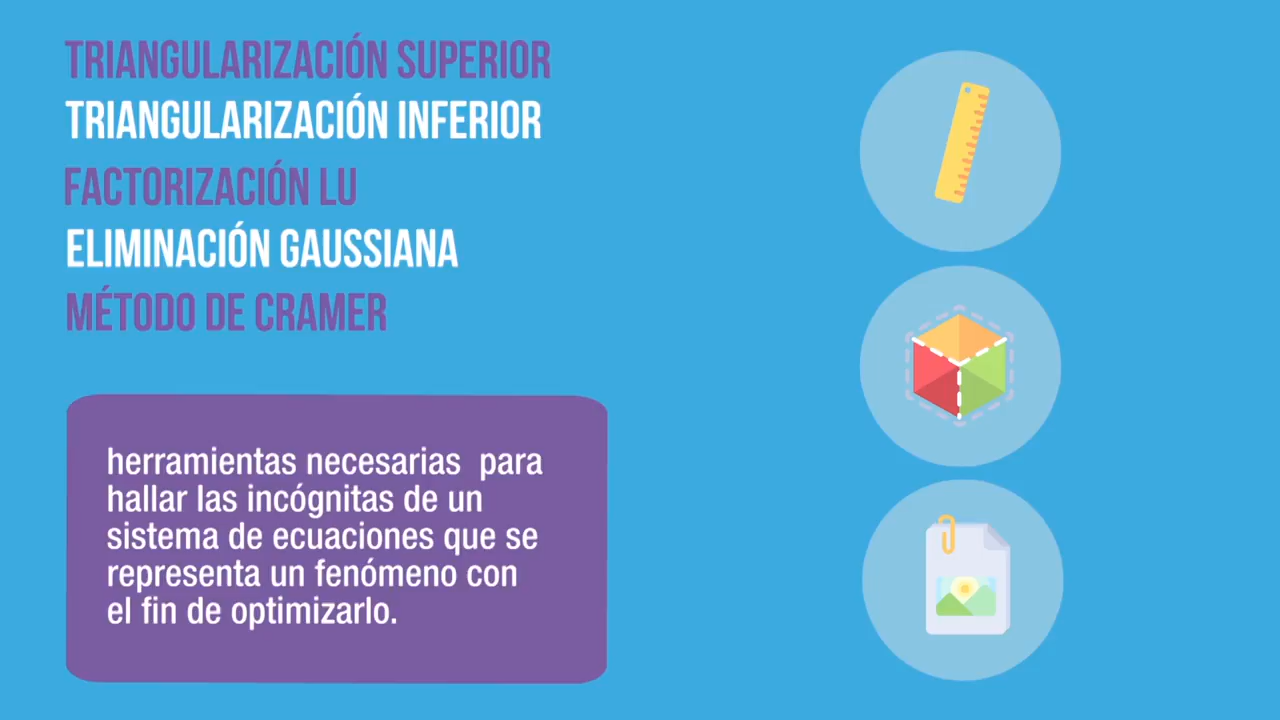 TRIANGULARIZACIÓN SUPERIOR
TRIANGULARIZACIÓN INFERIOR
FACTORIZACIÓN LU
ELIMINACIÓN GAUSSIANA
MÉTODO DE CRAMER
herramientas necesarias para
hallar las incógnitas de un
sistema de ecuaciones que se
representa un fenómeno con
el fin de optimizarlo.